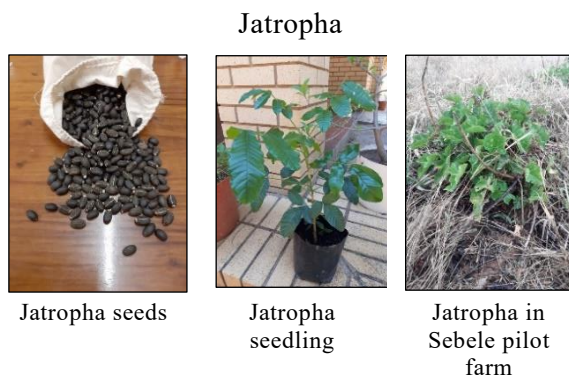 Jatropha
Jatropha seeds
Jatropha
seedling
Jatropha in
Sebele pilot
farm